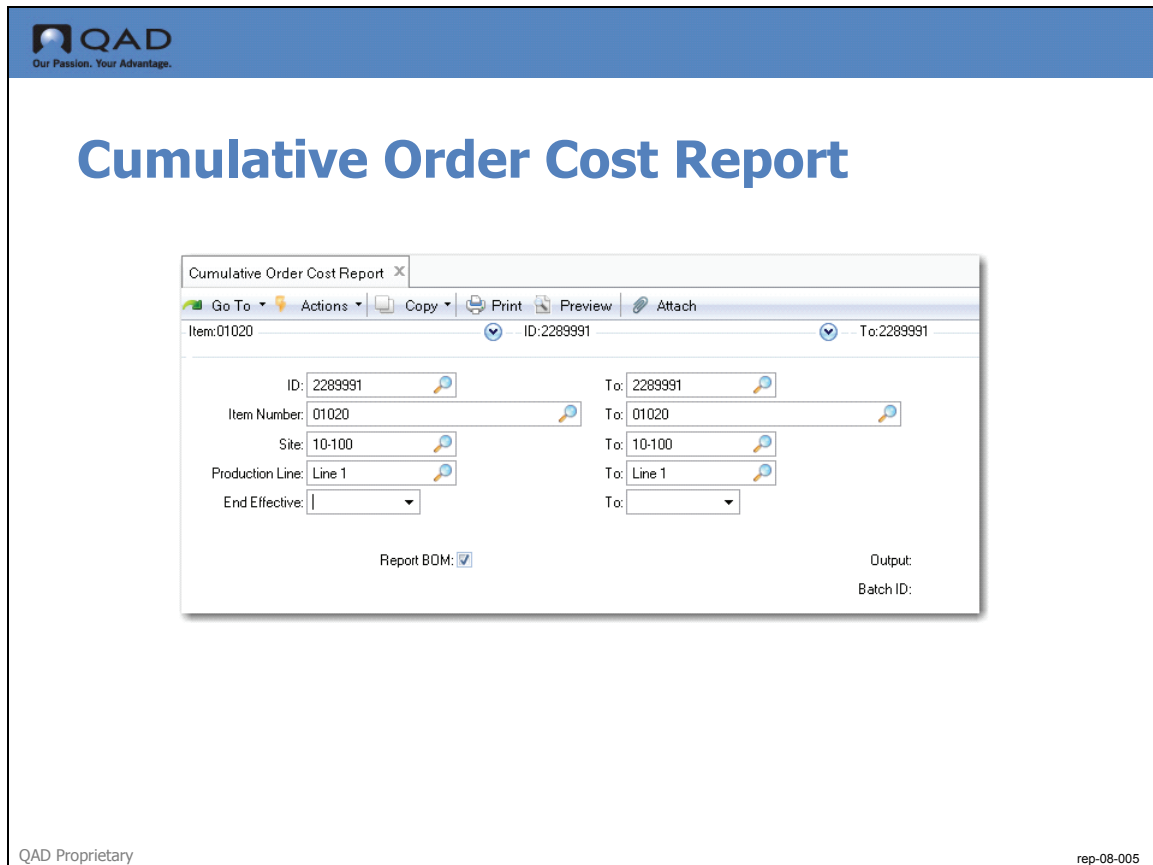 QAD
Our Passion. Your Advantage.
Cumulative Order Cost Report
Cumulative Order Cost Report X
Go To Actions Copy Print Preview Attach
Item:01020 ID:2289991 To:2289991
ID: 2289991 To: 2289991
Item Number: 01020 To: 01020
Site: 10-100 To: 10-100
Production Line: Line 1 To: Line 1
End Effective: To:
Report BOM: Output:
Batch ID:
QAD Proprietary rep-08-005